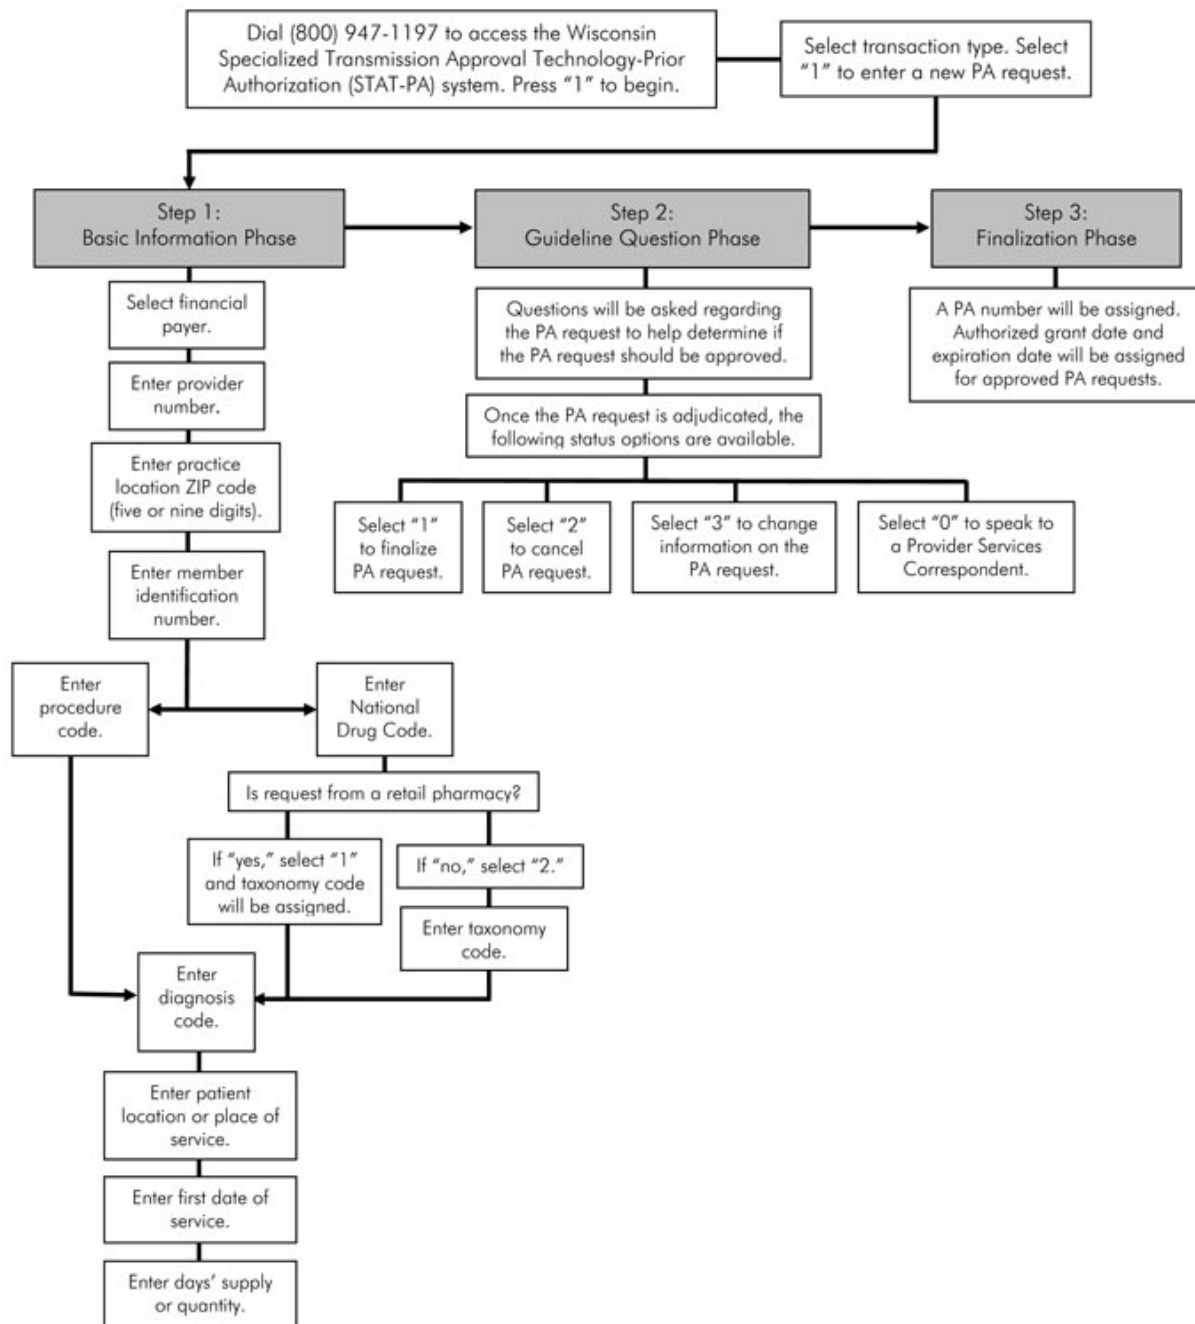 Dial (800) 947-1197 to access the Wisconsin
Specialized Transmission Approval Technology-Prior
Authorization (STAT-PA) system. Press “1” to begin.
Select transaction type. Select
“1” to enter a new PA request.
Step 1:
Basic Information Phase
Step 2:
Guideline Question Phase
Step 3:
Finalization Phase
Select financial
payer.
Enter provider
number.
Enter practice
location ZIP code
(five or nine digits).
Enter member
identification
number.
Questions will be asked regarding
the PA request to help determine if
the PA request should be approved.
Once the PA request is adjudicated, the
following status options are available.
Select “1”
to finalize
PA request.
Select “2”
to cancel
PA request.
Select “3” to change
information on the
PA request.
Select “0” to speak to
a Provider Services
Correspondent.
A PA number will be assigned.
Authorized grant date and
expiration date will be assigned
for approved PA requests.
Enter
procedure
code.
Enter
National
Drug Code.
Is request from a retail pharmacy?
If “yes,” select “1”
and taxonomy code
will be assigned.
If “no,” select “2.”
Enter taxonomy
code.
Enter
diagnosis
code.
Enter patient
location or place of
service.
Enter first date of
service.
Enter days’ supply
or quantity.